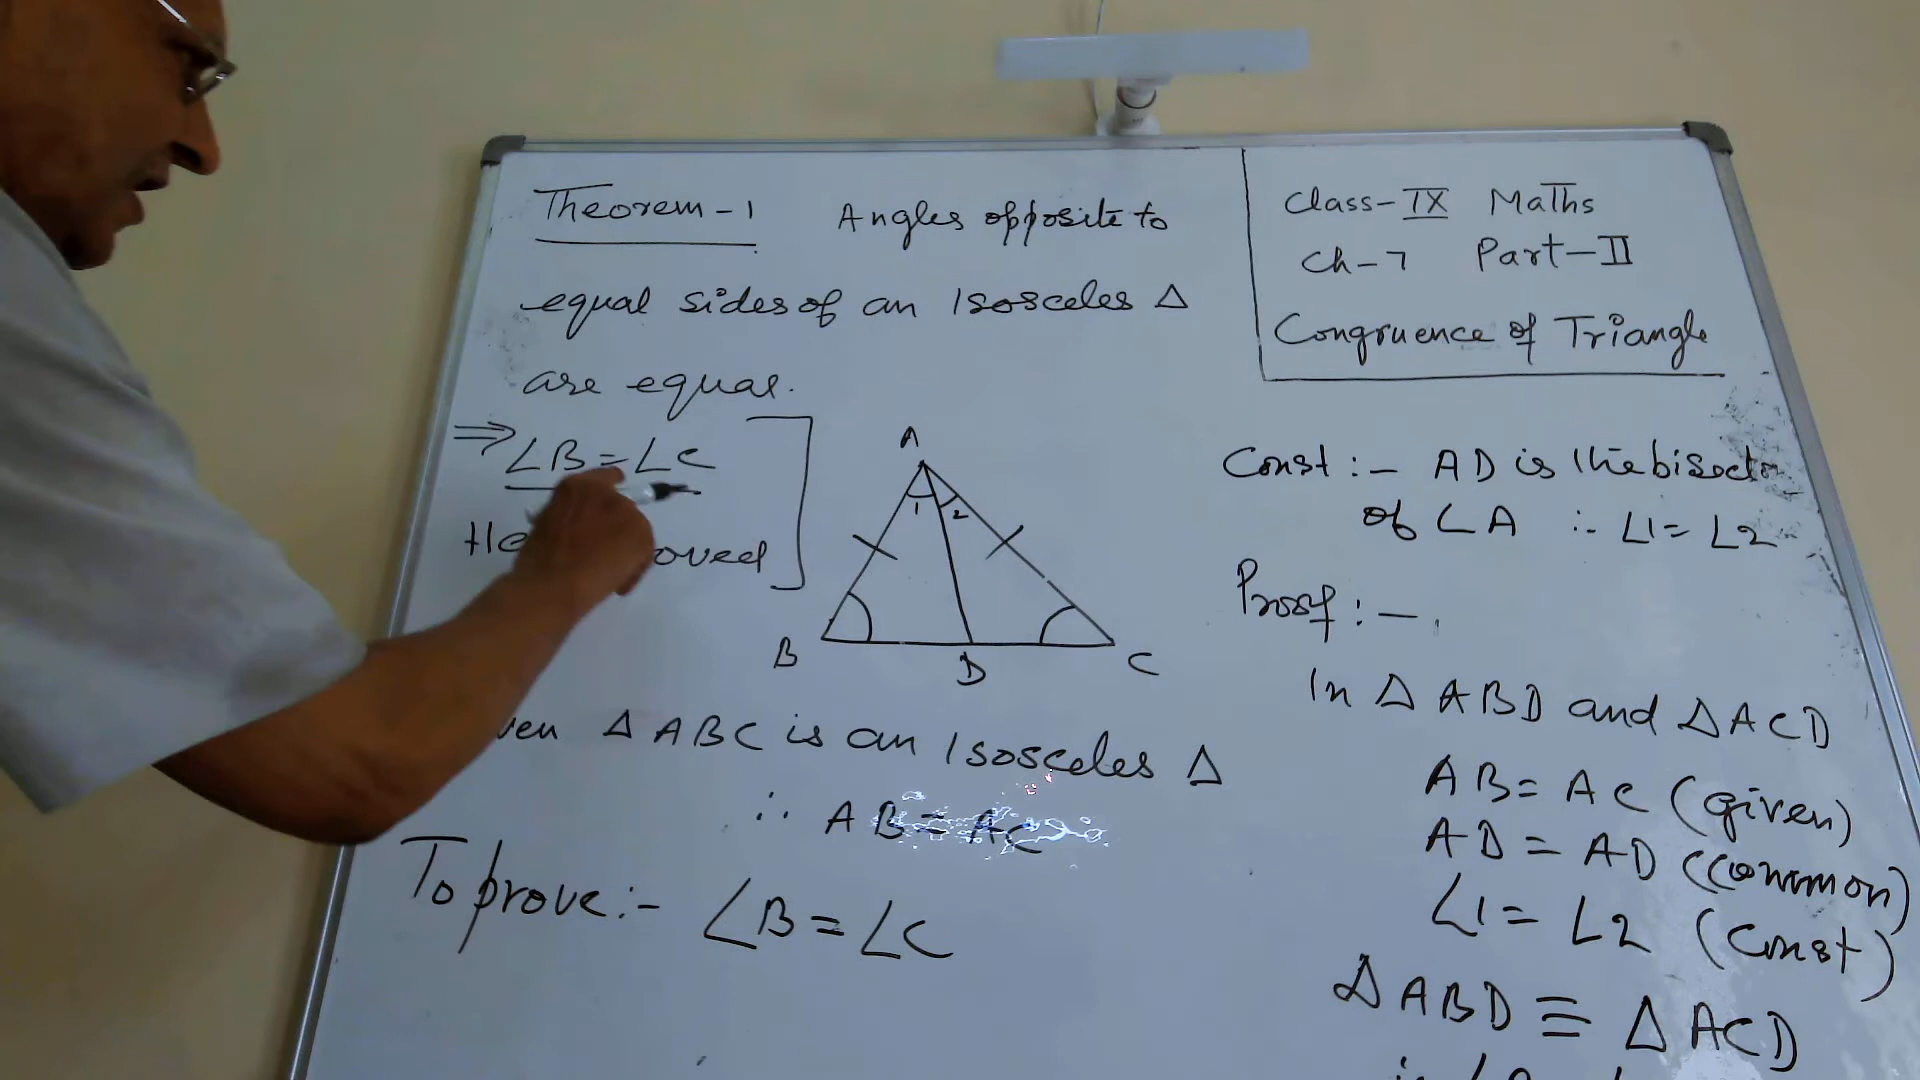 Theorem-1 Angles opposite to
equal sides of an Isosceles Δ
are equal.
⇒ ∠B=∠C
He oved
A
1 2
B D C
ven Δ ABC is an Isosceles Δ
∴ AB = AC
To prove:- ∠B = ∠C
Class-IX Maths
Ch-7 Part-II
Congruence of Triangle
Const:- AD is the bisector
of ∠A ∴ ∠1= ∠2
Proof:-
In Δ ABD and Δ ACD
AB= AC (given)
AD = AD (common)
∠1= ∠2 (Const)
Δ ABD ≡ Δ ACD